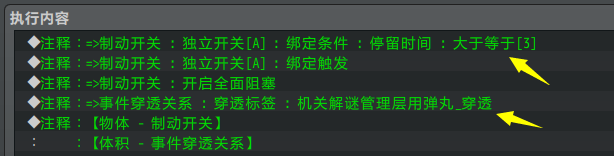 执行内容
◆注释：=>制动开关 : 独立开关[A] : 绑定条件 : 停留时间 : 大于等于[3]
◆注释：=>制动开关 : 独立开关[A] : 绑定触发
◆注释：=>制动开关 : 开启全面阻塞
◆注释：=>事件穿透关系 : 穿透标签 : 机关解谜管理层用弹丸_穿透
◆注释：【物体 - 制动开关】
：　　：【体积 - 事件穿透关系】